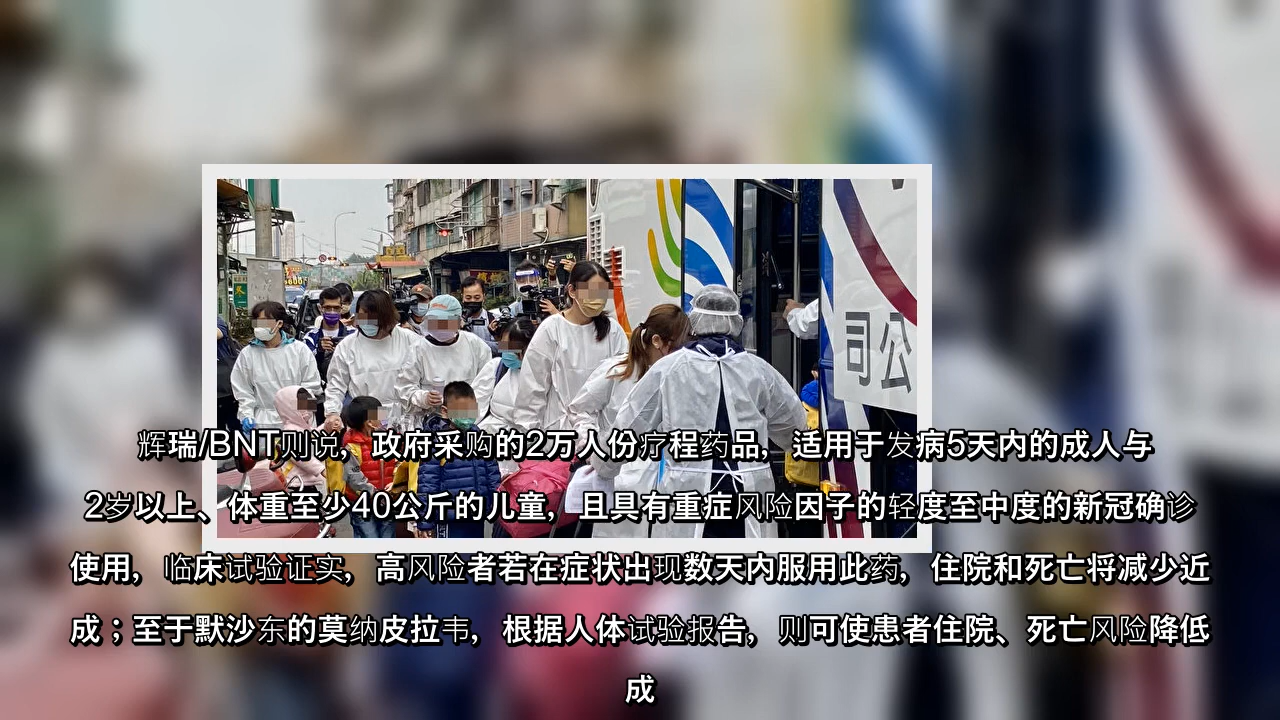 司公
辉瑞/BNT则说，政府采购的2万人份疗程药品，适用于发病5天内的成人与
2岁以上、体重至少40公斤的儿童，且具有重症风险因子的轻度至中度的新冠确诊
使用，临床试验证实，高风险者若在症状出现数天内服用此药，住院和死亡将减少近
成；至于默沙东的莫纳皮拉韦，根据人体试验报告，则可使患者住院、死亡风险降低
成